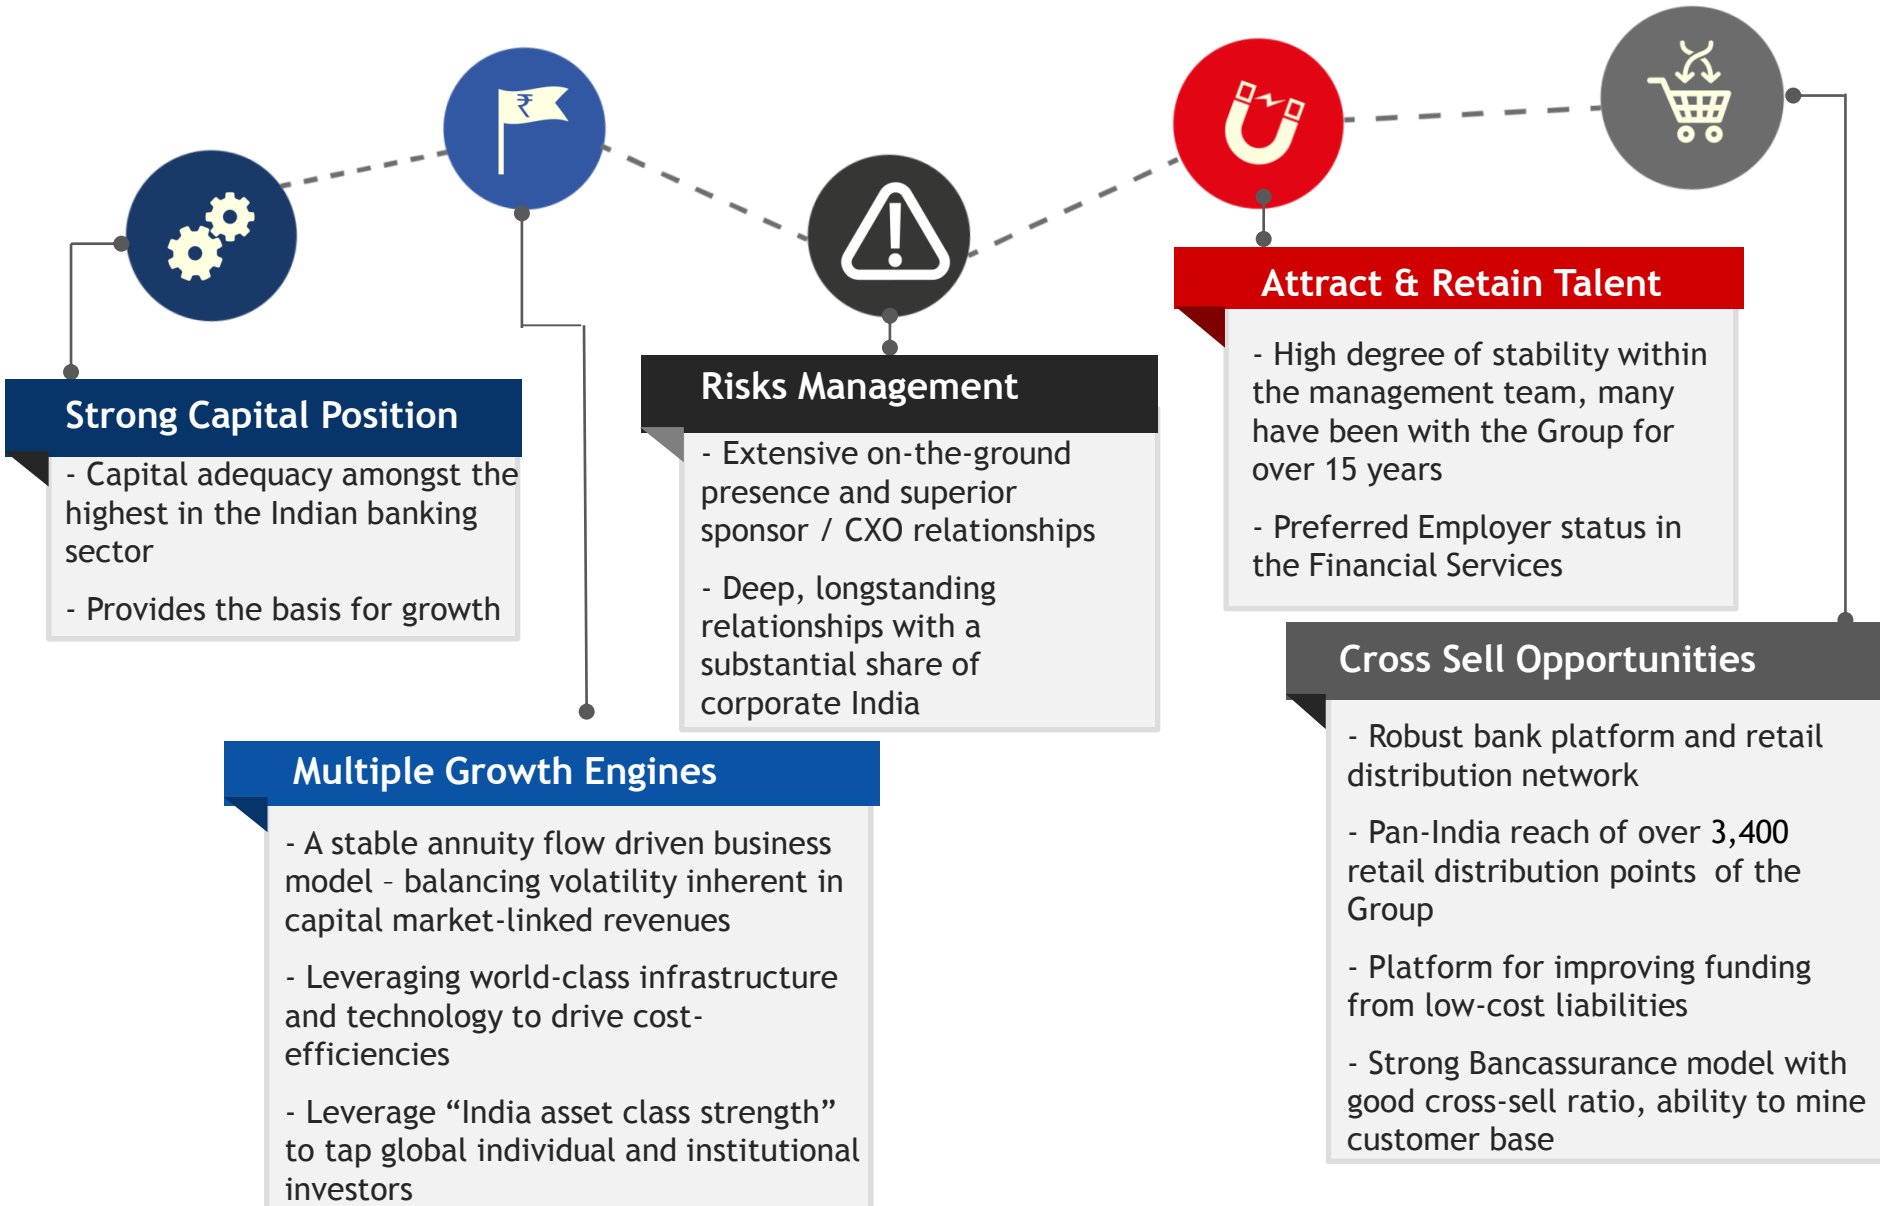 ₹
Strong Capital Position
- Capital adequacy amongst the
highest in the Indian banking
sector
- Provides the basis for growth
Multiple Growth Engines
- A stable annuity flow driven business
model – balancing volatility inherent in
capital market-linked revenues
- Leveraging world-class infrastructure
and technology to drive cost-
efficiencies
- Leverage “India asset class strength”
to tap global individual and institutional
investors
Risks Management
- Extensive on-the-ground
presence and superior
sponsor / CXO relationships
- Deep, longstanding
relationships with a
substantial share of
corporate India
Attract & Retain Talent
- High degree of stability within
the management team, many
have been with the Group for
over 15 years
- Preferred Employer status in
the Financial Services
Cross Sell Opportunities
- Robust bank platform and retail
distribution network
- Pan-India reach of over 3,400
retail distribution points  of the
Group
- Platform for improving funding
from low-cost liabilities
- Strong Bancassurance model with
good cross-sell ratio, ability to mine
customer base